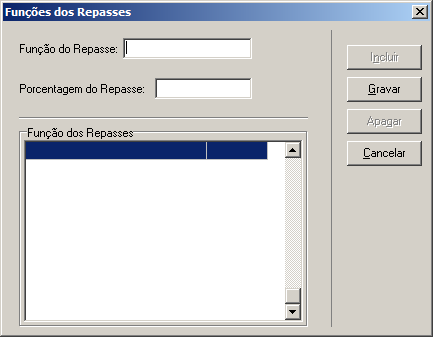 Funções dos Repasses
Função do Repasse:
Porcentagem do Repasse:
Função dos Repasses
Incluir
Gravar
Apagar
Cancelar